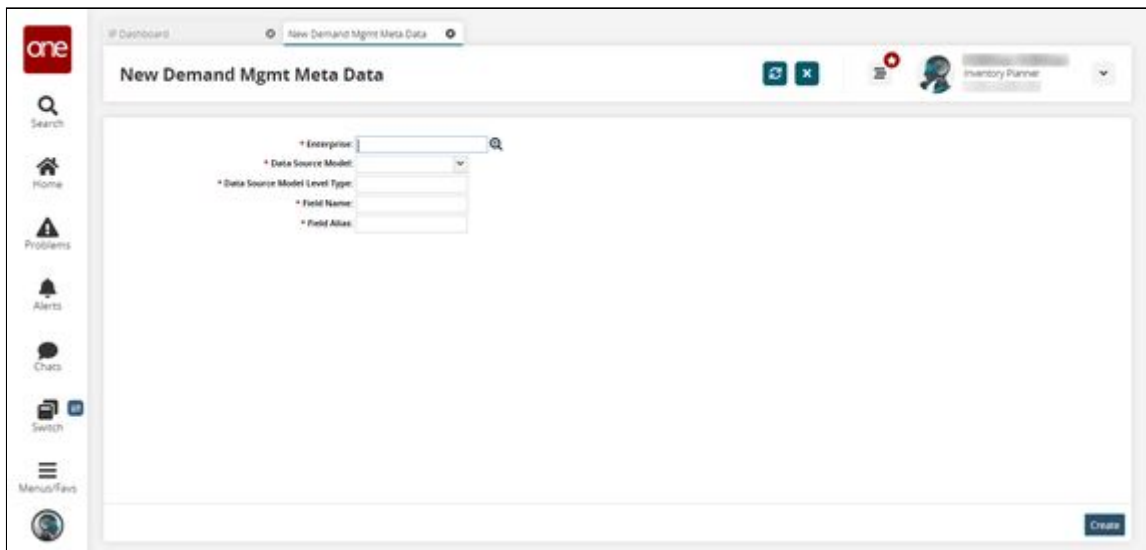 one
IP Dashboard
New Demand Mgmt Meta Data
New Demand Mgmt Meta Data
Inventory Planner
Search
Home
Problems
Alerts
Chats
Switch
Menus/Favs
* Enterprise:
* Data Source Model:
* Data Source Model Level Type:
* Field Name:
* Field Alias:
Create